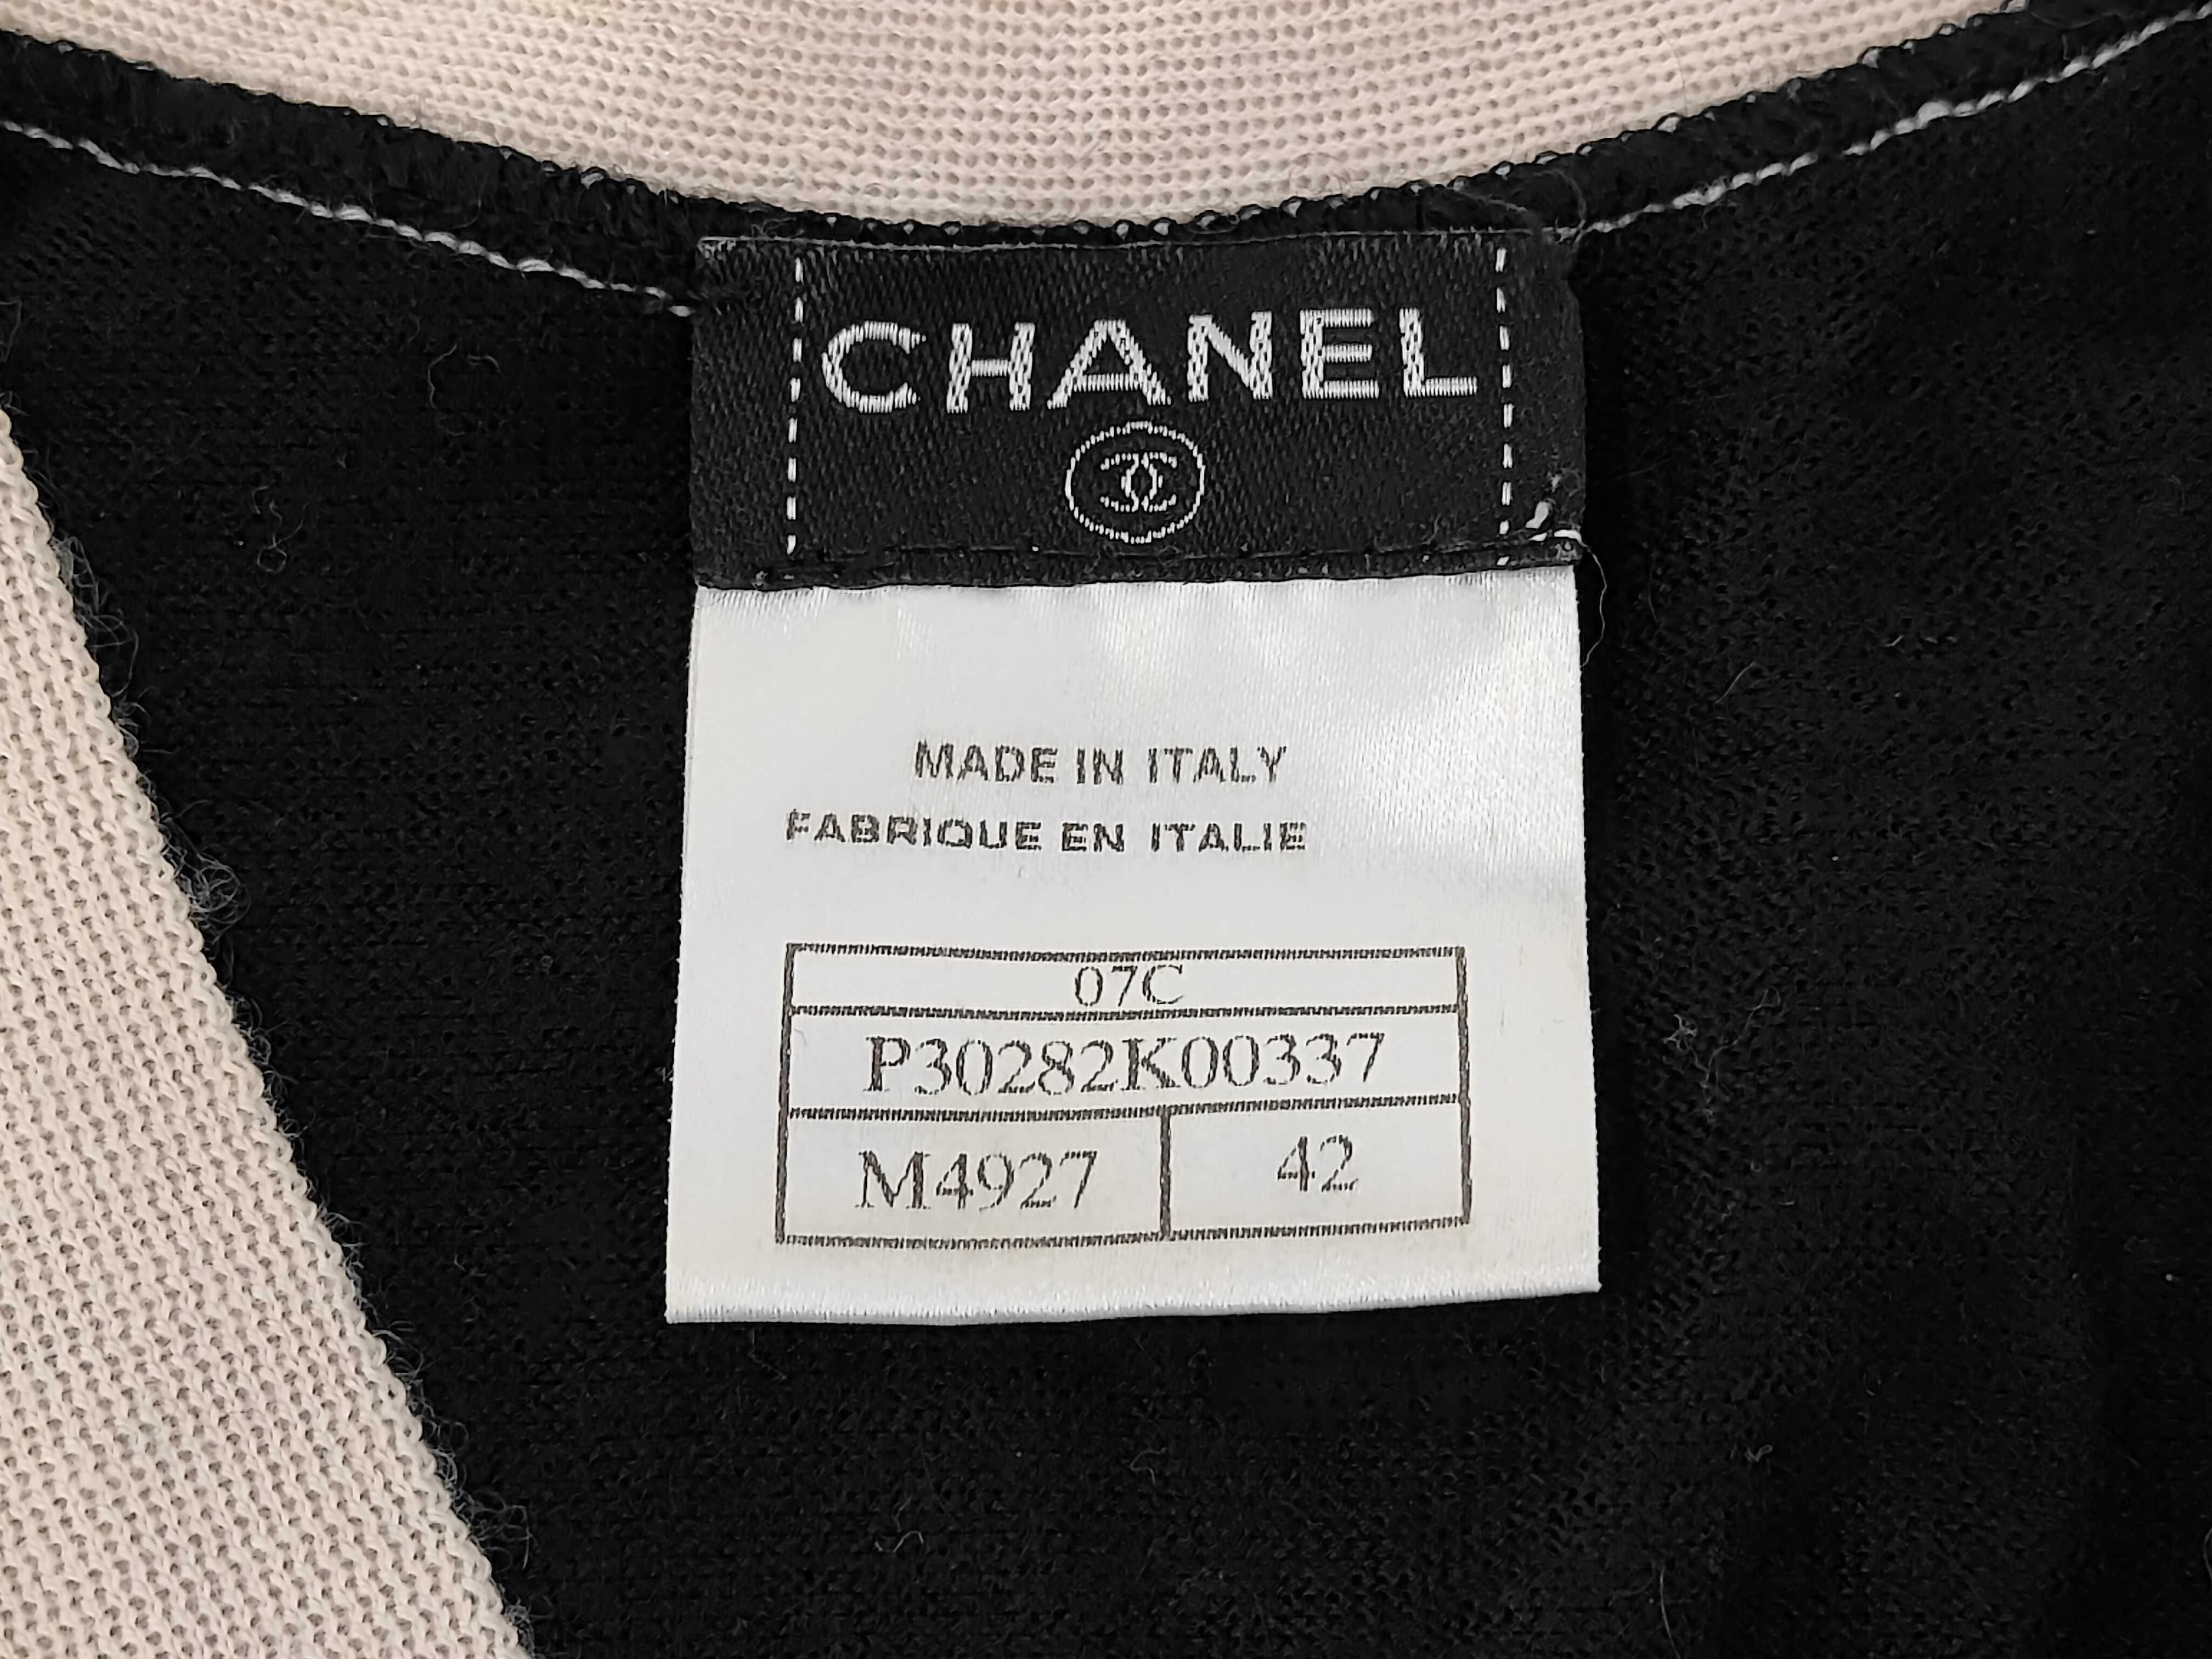 CHANEL
MADE IN ITALY
FABRIQUE EN ITALIE
07C
P30282K00337
M4927 42